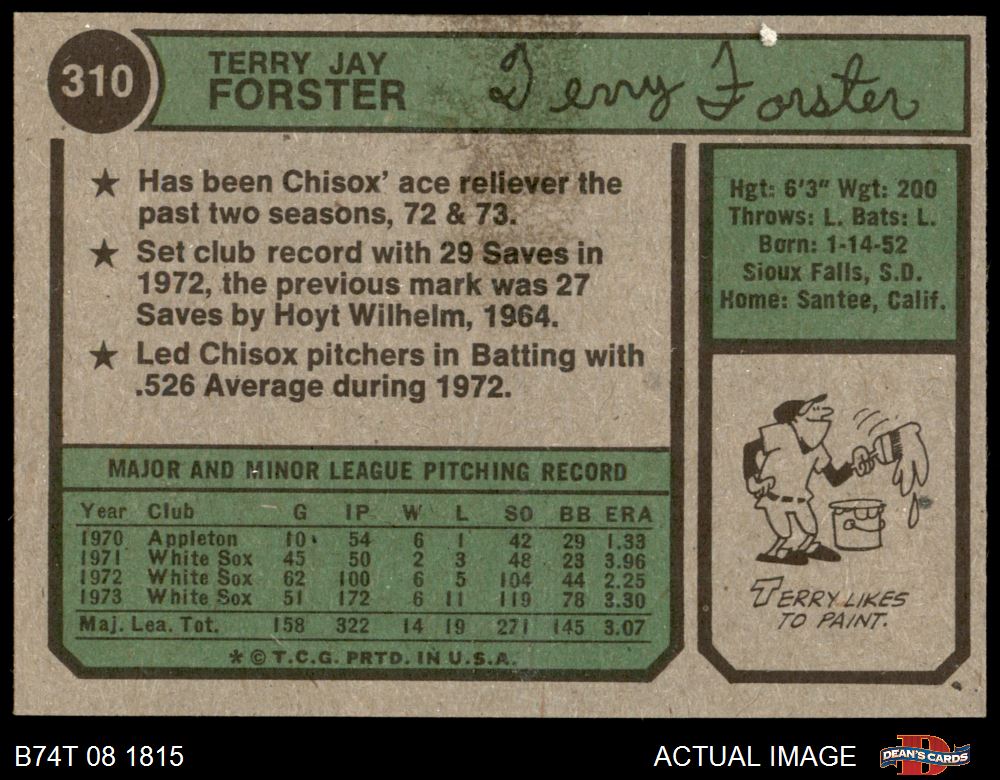 310
TERRY JAY
FORSTER
Terry Forster
★ Has been Chisox' ace reliever the
past two seasons, 72 & 73.
★ Set club record with 29 Saves in
1972, the previous mark was 27
Saves by Hoyt Wilhelm, 1964.
★ Led Chisox pitchers in Batting with
.526 Average during 1972.
Hgt: 6'3" Wgt: 200
Throws: L. Bats: L.
Born: 1-14-52
Sioux Falls, S.D.
Home: Santee, Calif.
MAJOR AND MINOR LEAGUE PITCHING RECORD
Year Club G IP W L SO BB ERA
1970 Appleton 10 54 6 1 42 29 1.33
1971 White Sox 45 50 2 3 48 23 3.96
1972 White Sox 62 100 6 5 104 44 2.25
1973 White Sox 51 172 6 11 119 78 3.30
Maj. Lea. Tot. 158 322 14 19 271 145 3.07
* © T.C.G. PRTD. IN U.S.A.
TERRY LIKES
TO PAINT.
B74T 08 1815
ACTUAL IMAGE
DEAN'S CARDS